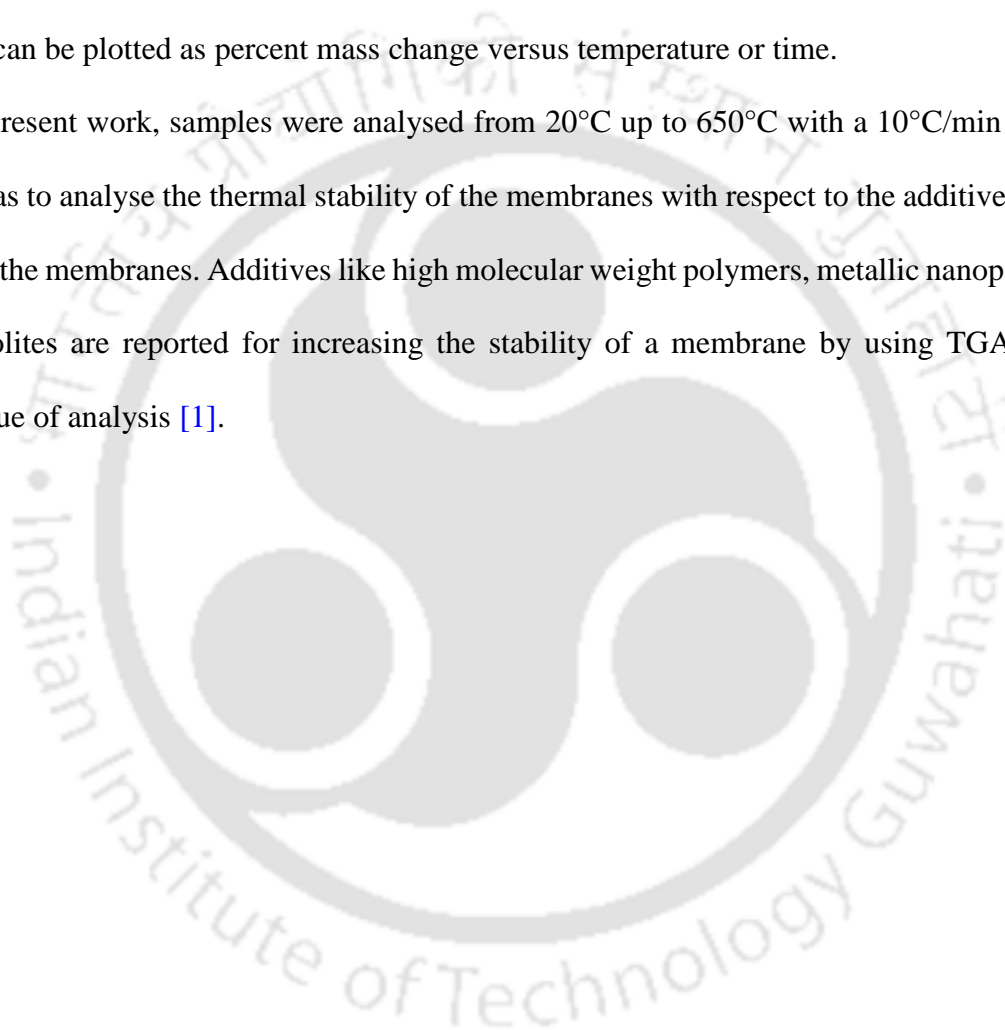 can be plotted as percent mass change versus temperature or time.
resent work, samples were analysed from 20°C up to 650°C with a 10°C/min
as to analyse the thermal stability of the membranes with respect to the additive
the membranes. Additives like high molecular weight polymers, metallic nanop
olites are reported for increasing the stability of a membrane by using TGA
ue of analysis [1].
Indian Institute of Technology Guwahati